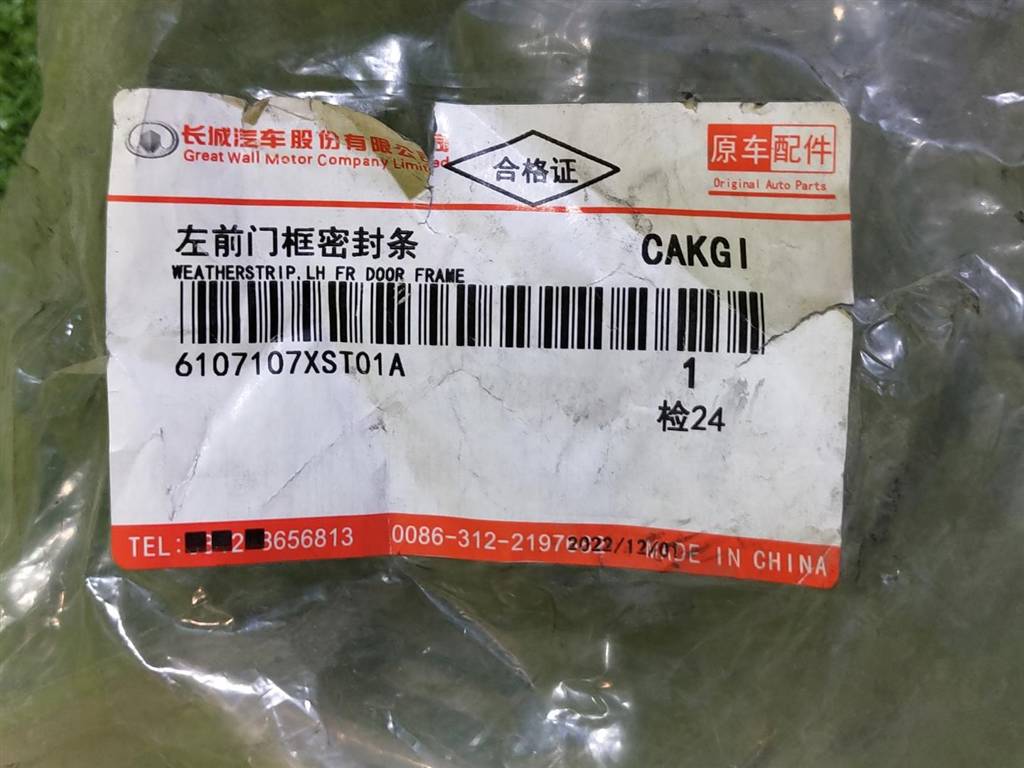 长城汽车股份有限公
Great Wall Motor Company Limited
合格证
原车配件
Original Auto Parts
左前门框密封条
CAKGI
WEATHERSTRIP,LH FR DOOR FRAME
6107107XST01A
1
检24
TEL: 8656813
0086-312-2197
2022/12/01
MADE IN CHINA